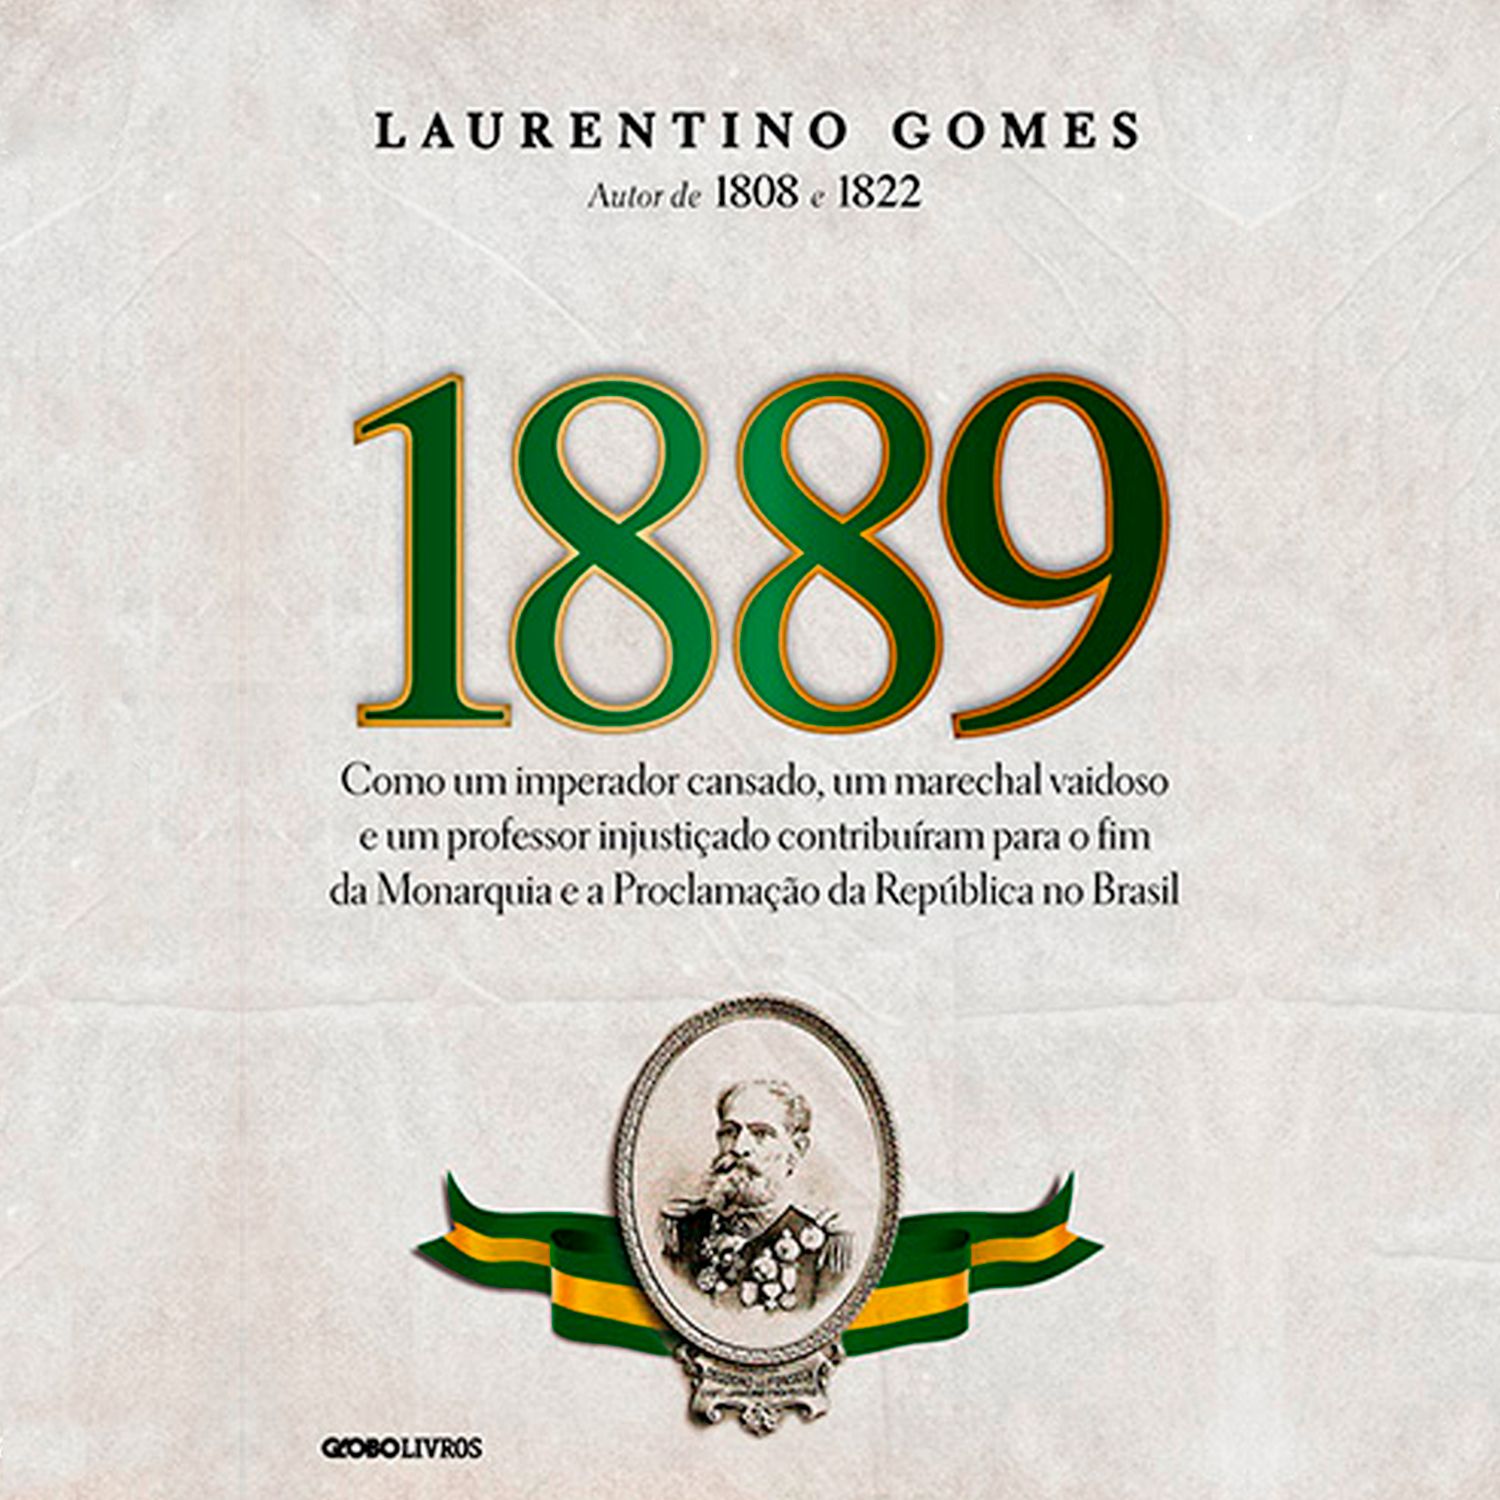 LAURENTINO GOMES
Autor de 1808 e 1822
1889
Como um imperador cansado, um marechal vaidoso
e um professor injustiçado contribuíram para o fim
da Monarquia e a Proclamação da República no Brasil
GLOBOLIVROS